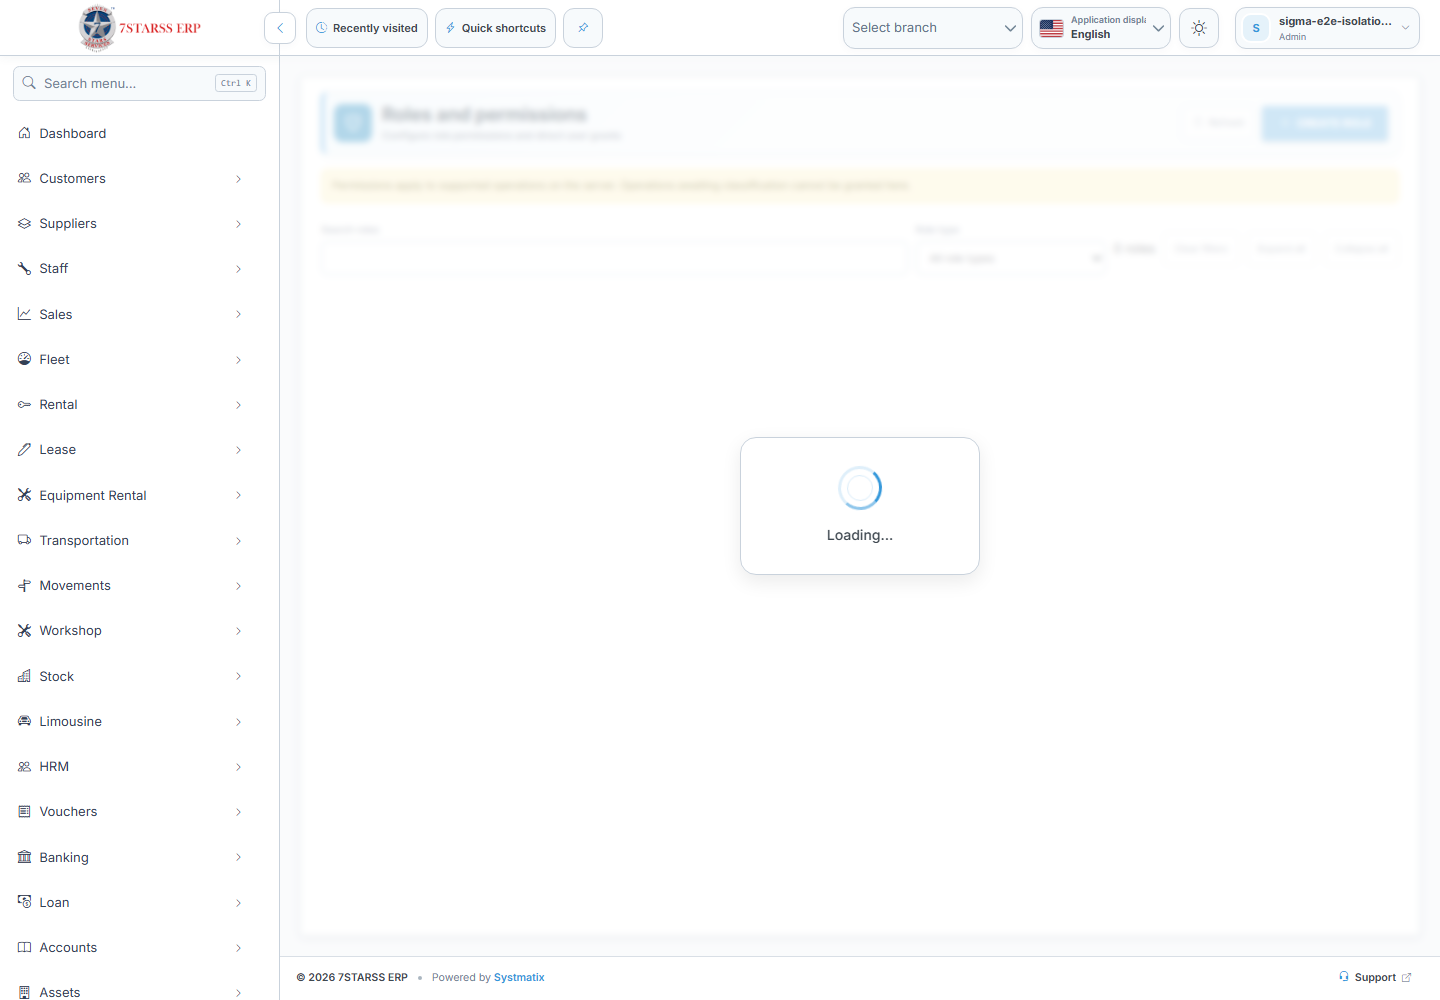 7STARSS ERP
Recently visited
Quick shortcuts
Select branch
Application displa
English
S
sigma-e2e-isolatio...
Admin
Search menu...
Ctrl K
Dashboard
Customers
Suppliers
Staff
Sales
Fleet
Rental
Lease
Equipment Rental
Transportation
Movements
Workshop
Stock
Limousine
HRM
Vouchers
Banking
Loan
Accounts
Assets
Roles and permissions
Loading...
© 2026 7STARSS ERP
Powered by Systmatix
Support